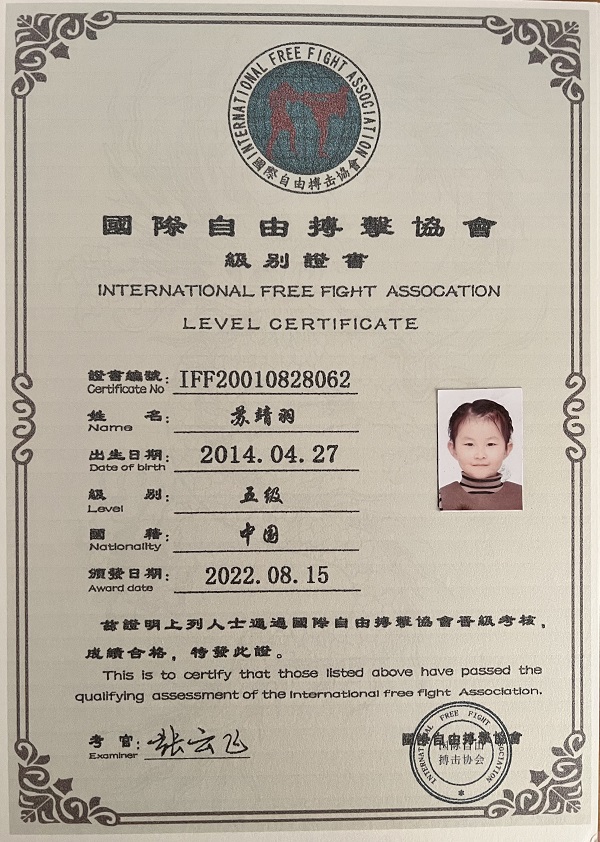 INTERNATIONAL FREE FIGHT ASSOCIATION
國際自由搏击協會
國際自由搏擊協會
級別證書
INTERNATIONAL FREE FIGHT ASSOCATION
LEVEL CERTIFICATE
證書編號: IFF20010828062
Certificate No
姓 名: 苏靖羽
Name
出生日期: 2014.04.27
Date of birth
級 別: 五级
Level
國 籍: 中国
Nationality
頒發日期: 2022.08.15
Award date
兹證明上列人士通過國際自由搏擊協會晋級考核,
成績合格, 特發此證。
This is to certify that those listed above have passed the
qualifying assessment of the International free fight Association.
考 官: 张云飞
Examiner
國際自由搏擊協會
INTERNATIONAL FREE FIGHT ASSOCIATION
国际自由
搏击协会